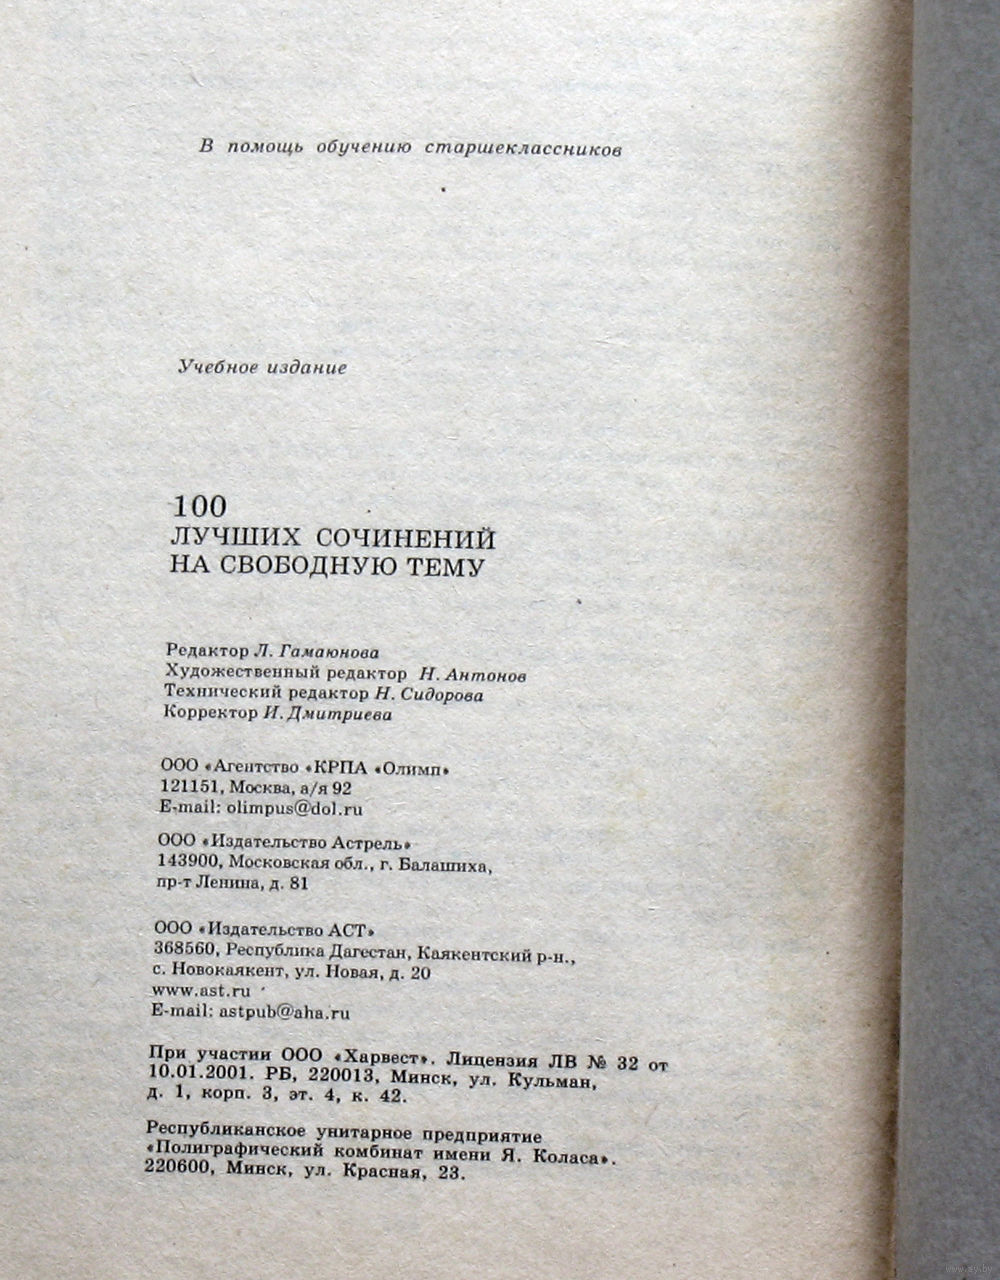 В помощь обучению старшеклассников
Учебное издание
100
ЛУЧШИХ СОЧИНЕНИЙ
НА СВОБОДНУЮ ТЕМУ
Редактор Л. Гамаюнова
Художественный редактор Н. Антонов
Технический редактор Н. Сидорова
Корректор И. Дмитриева
ООО «Агентство «КРПА «Олимп»
121151, Москва, а/я 92
E-mail: olimpus@dol.ru
ООО «Издательство Астрель»
143900, Московская обл., г. Балашиха,
пр-т Ленина, д. 81
ООО «Издательство АСТ»
368560, Республика Дагестан, Каякентский р-н.,
с. Новокаякент, ул. Новая, д. 20
www.ast.ru
E-mail: astpub@aha.ru
При участии ООО «Харвест». Лицензия ЛВ № 32 от
10.01.2001. РБ, 220013, Минск, ул. Кульман,
д. 1, корп. 3, эт. 4, к. 42.
Республиканское унитарное предприятие
«Полиграфический комбинат имени Я. Коласа».
220600, Минск, ул. Красная, 23.
www.ay.by